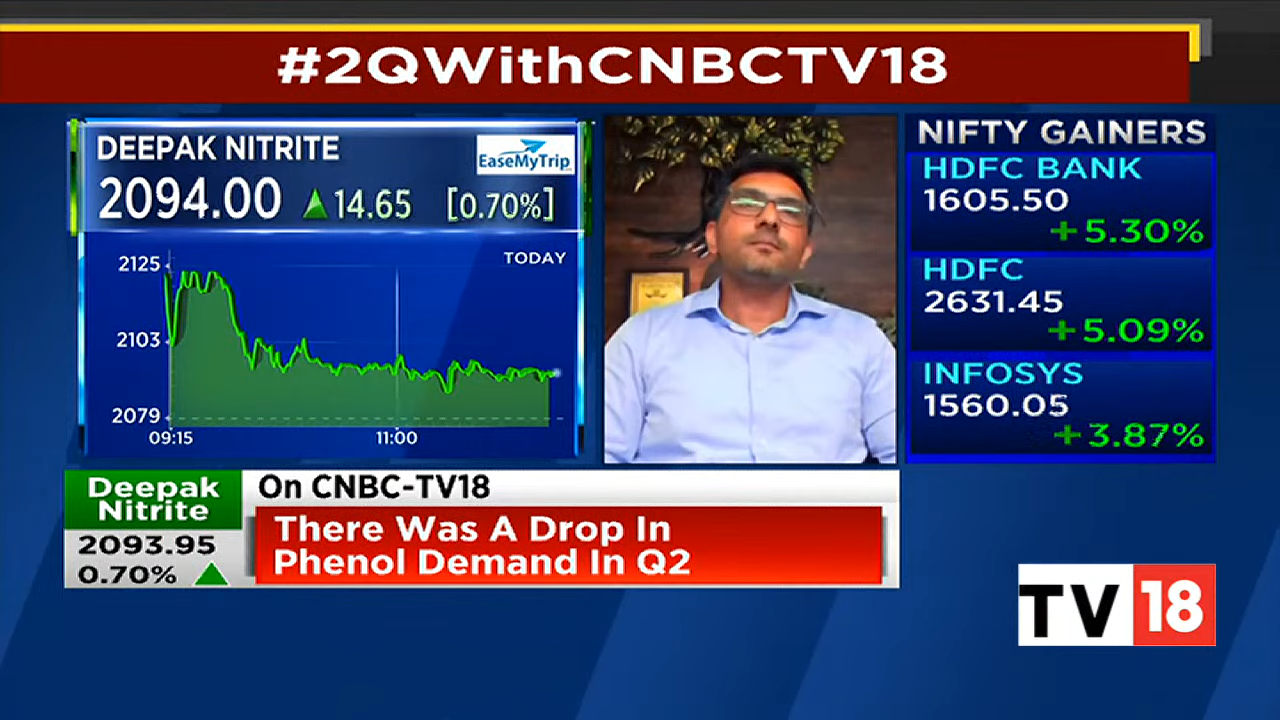 #2QWithCNBCTV18
DEEPAK NITRITE
EaseMyTrip
2094.00 ▲ 14.65 [0.70%]
TODAY
2125
2103
2079
09:15 11:00
NIFTY GAINERS
HDFC BANK
1605.50
+5.30%
HDFC
2631.45
+5.09%
INFOSYS
1560.05
+3.87%
Deepak
Nitrite
2093.95
0.70% ▲
On CNBC-TV18
There Was A Drop In
Phenol Demand In Q2
TV18